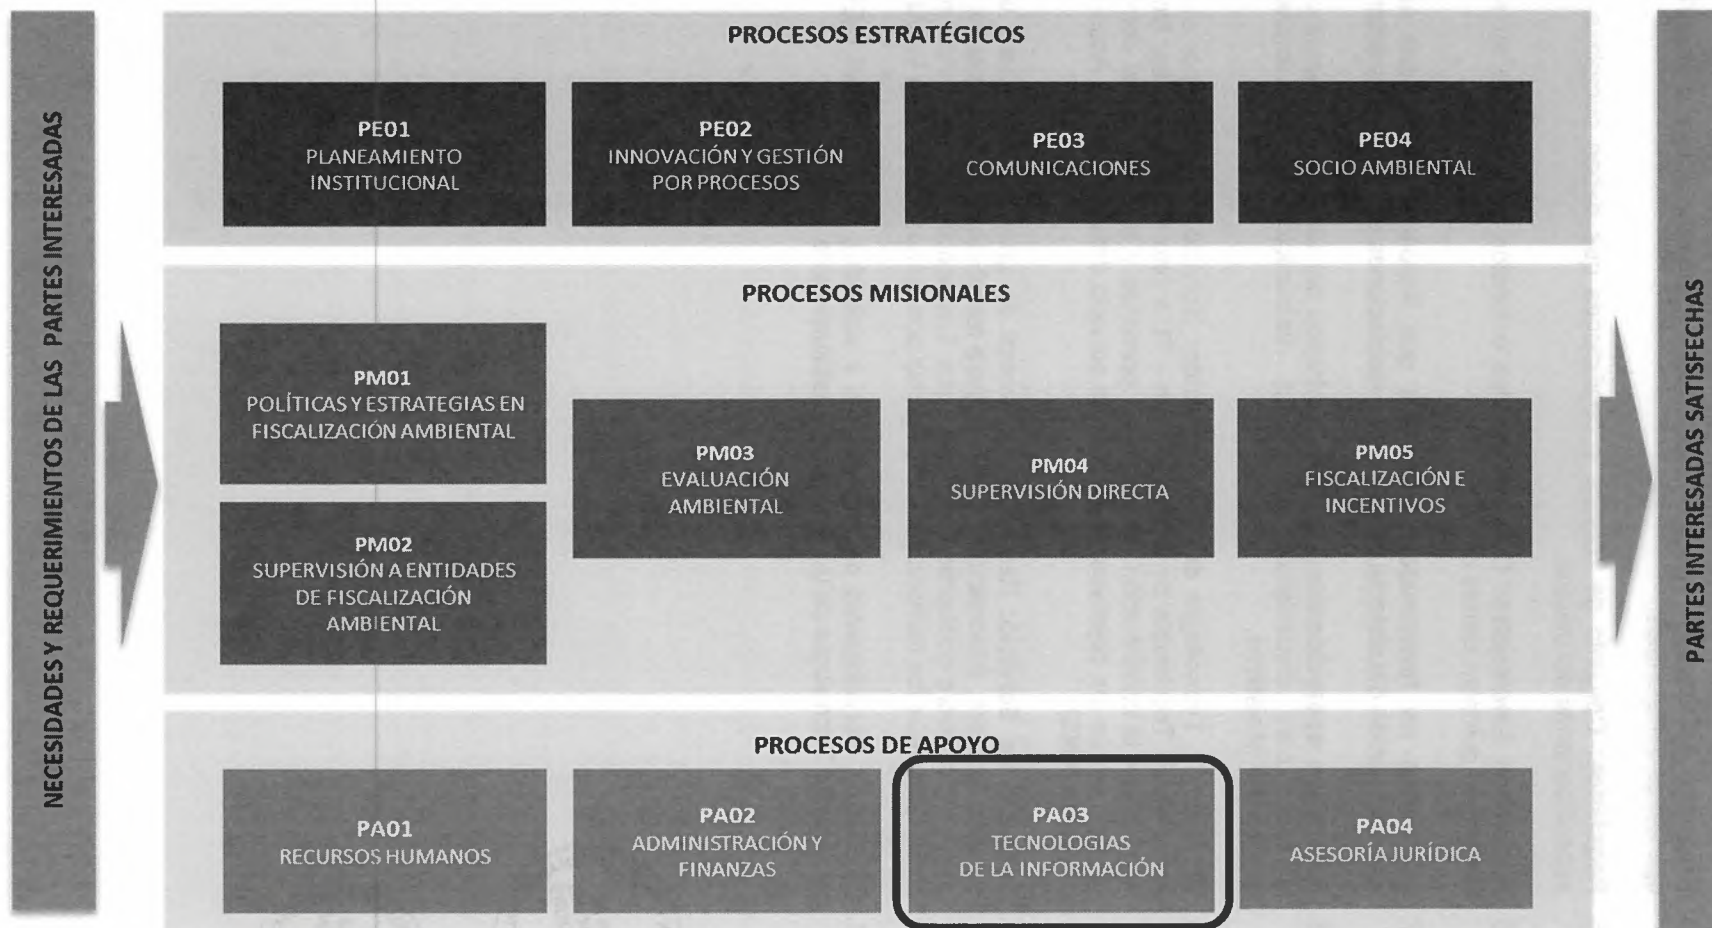 NECESIDADES Y REQUERIMIENTOS DE LAS PARTES INTERESADAS
PROCESOS ESTRATÉGICOS
PE01
PLANEAMIENTO
INSTITUCIONAL
PE02
INNOVACIÓN Y GESTIÓN
POR PROCESOS
PE03
COMUNICACIONES
PE04
SOCIO AMBIENTAL
PROCESOS MISIONALES
PM01
POLÍTICAS Y ESTRATEGIAS EN
FISCALIZACIÓN AMBIENTAL
PM02
SUPERVISIÓN A ENTIDADES
DE FISCALIZACIÓN
AMBIENTAL
PM03
EVALUACIÓN
AMBIENTAL
PM04
SUPERVISIÓN DIRECTA
PM05
FISCALIZACIÓN E
INCENTIVOS
PROCESOS DE APOYO
PA01
RECURSOS HUMANOS
PA02
ADMINISTRACIÓN Y
FINANZAS
PA03
TECNOLOGIAS
DE LA INFORMACIÓN
PA04
ASESORÍA JURÍDICA
PARTES INTERESADAS SATISFECHAS